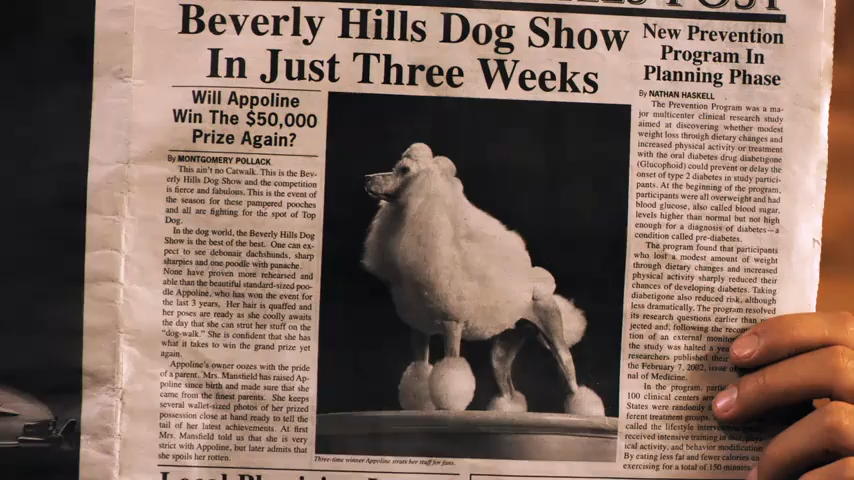 POST
Beverly Hills Dog Show
In Just Three Weeks
Will Appoline
Win The $50,000
Prize Again?
By MONTGOMERY POLLACK
This ain't no Catwalk. This is the Bev-
erly Hills Dog Show and the competition
is fierce and fabulous. This is the event of
the season for these pampered pooches
and all are fighting for the spot of Top
Dog.
In the dog world, the Beverly Hills Dog
Show is the best of the best. One can ex-
pect to see debonair dachshunds, sharp
sharpies and one poodle with panache.
None have proven more rehearsed and
able than the beautiful standard-sized poo-
dle Appoline, who has won the event for
the last 3 years. Her hair is quaffed and
her poses are ready as she coolly awaits
the day that she can strut her stuff on the
"dog-walk." She is confident that she has
what it takes to win the grand prize yet
again.
Appoline's owner oozes with the pride
of a parent. Mrs. Mansfield has raised Ap-
poline since birth and made sure that she
came from the finest parents. She keeps
several wallet-sized photos of her prized
possession close at hand ready to tell the
tail of her latest achievements. At first
Mrs. Mansfield told us that she is very
strict with Appoline, but later admits that
she spoils her rotten.
Three-time winner Appoline struts her stuff for fans.
New Prevention
Program In
Planning Phase
By NATHAN HASKELL
The Prevention Program was a ma-
jor multicenter clinical research study
aimed at discovering whether modest
weight loss through dietary changes and
increased physical activity or treatment
with the oral diabetes drug diabetigone
(Glucophoid) could prevent or delay the
onset of type 2 diabetes in study partici-
pants. At the beginning of the program,
participants were all overweight and had
blood glucose, also called blood sugar,
levels higher than normal but not high
enough for a diagnosis of diabetes—a
condition called pre-diabetes.
The program found that participants
who lost a modest amount of weight
through dietary changes and increased
physical activity sharply reduced their
chances of developing diabetes. Taking
diabetigone also reduced risk, although
less dramatically. The program resolved
its research questions earlier than
jected and, following the
tion of an external
the study was halted a
researchers published their
the February 7, 2002, issue
nal of Medicine.
In the program,
100 clinical centers
States were randomly
ferent treatment groups.
called the lifestyle
received intensive training in
ical activity, and behavior modification
By eating less fat and fewer calories
exercising for a total of 150
Local